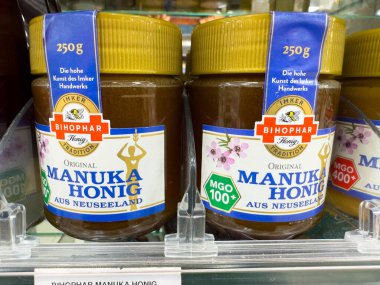 250g
Die hohe
Kunst des Imker
Handwerks
IMKER
BIHOPHAR
Honig
TRADITION
ORIGINAL
MANUKA
HONIG
AUS NEUSEELAND
250g
Die hohe
Kunst des Imker
Handwerks
IMKER
BIHOPHAR
Honig
TRADITION
ORIGINAL
MANUKA
HONIG
AUS NEUSEELAND
MGO
100+
MGO
400+
BIHOPHAR MANUKA HONIG